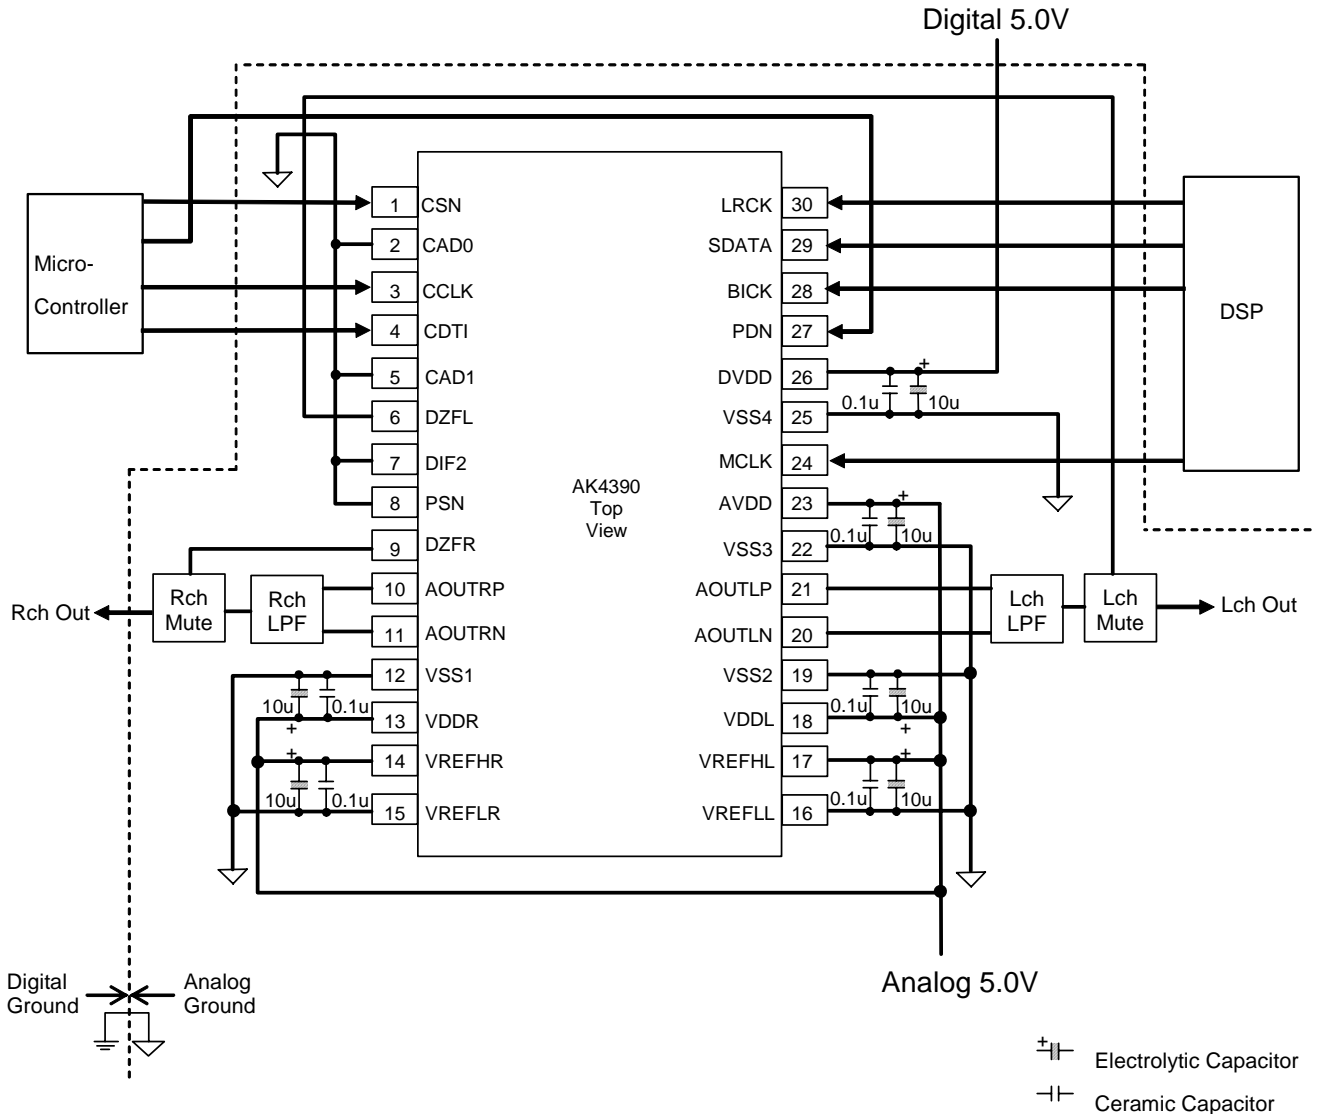 Digital 5.0V
Micro-
Controller
1 CSN
2 CAD0
3 CCLK
4 CDTI
5 CAD1
6 DZFL
7 DIF2
8 PSN
9 DZFR
10 AOUTRP
11 AOUTRN
12 VSS1
13 VDDR
14 VREFHR
15 VREFLR
AK4390
Top
View
LRCK 30
SDATA 29
BICK 28
PDN 27
DVDD 26
VSS4 25
MCLK 24
AVDD 23
VSS3 22
AOUTLP 21
AOUTLN 20
VSS2 19
VDDL 18
VREFHL 17
VREFLL 16
DSP
+
0.1u 10u
+
0.1u 10u
0.1u 10u
+
+
0.1u 10u
10u 0.1u
+
+
10u 0.1u
Rch Out
Rch
Mute
Rch
LPF
Lch
LPF
Lch
Mute
Lch Out
Analog 5.0V
Digital
Ground
Analog
Ground
+
Electrolytic Capacitor
Ceramic Capacitor